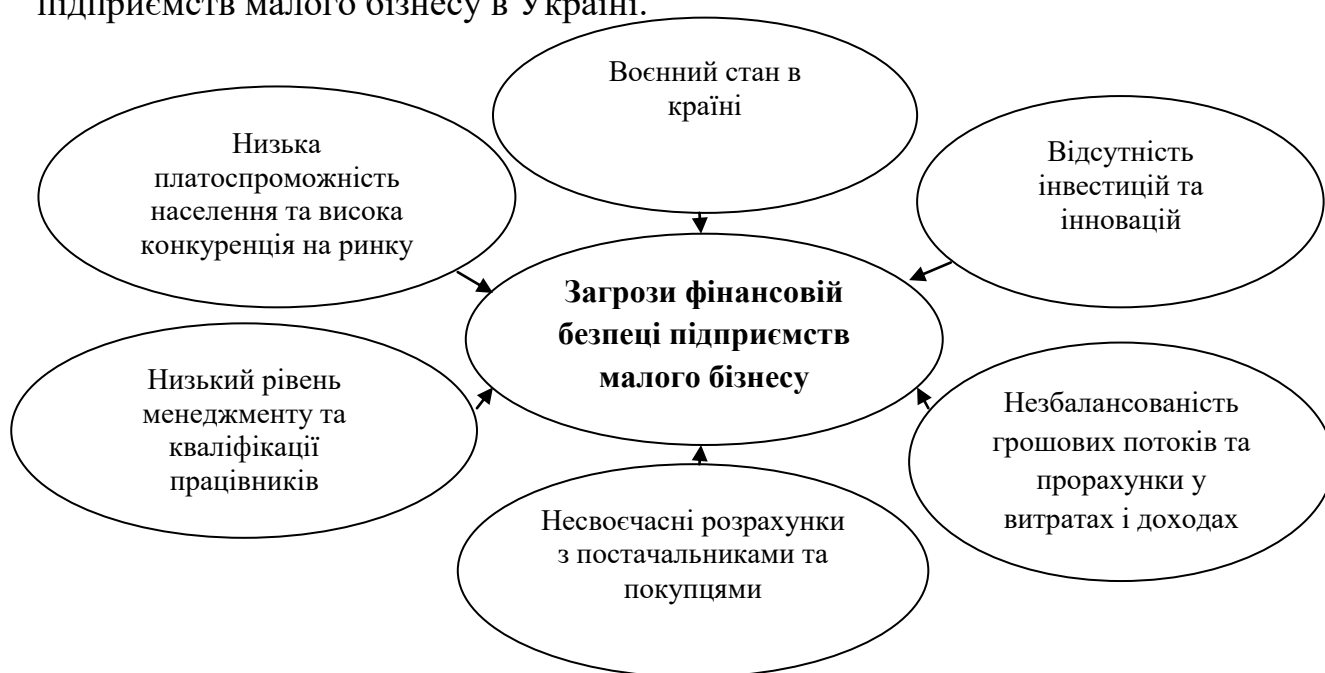 підприємств малого бізнесу в Україні.
Воєнний стан в
країні
Низька
платоспроможність
населення та висока
конкуренція на ринку
Відсутність
інвестицій та
інновацій
Загрози фінансовій
безпеці підприємств
малого бізнесу
Низький рівень
менеджменту та
кваліфікації
працівників
Незбалансованість
грошових потоків та
прорахунки у
витратах і доходах
Несвоєчасні розрахунки
з постачальниками та
покупцями